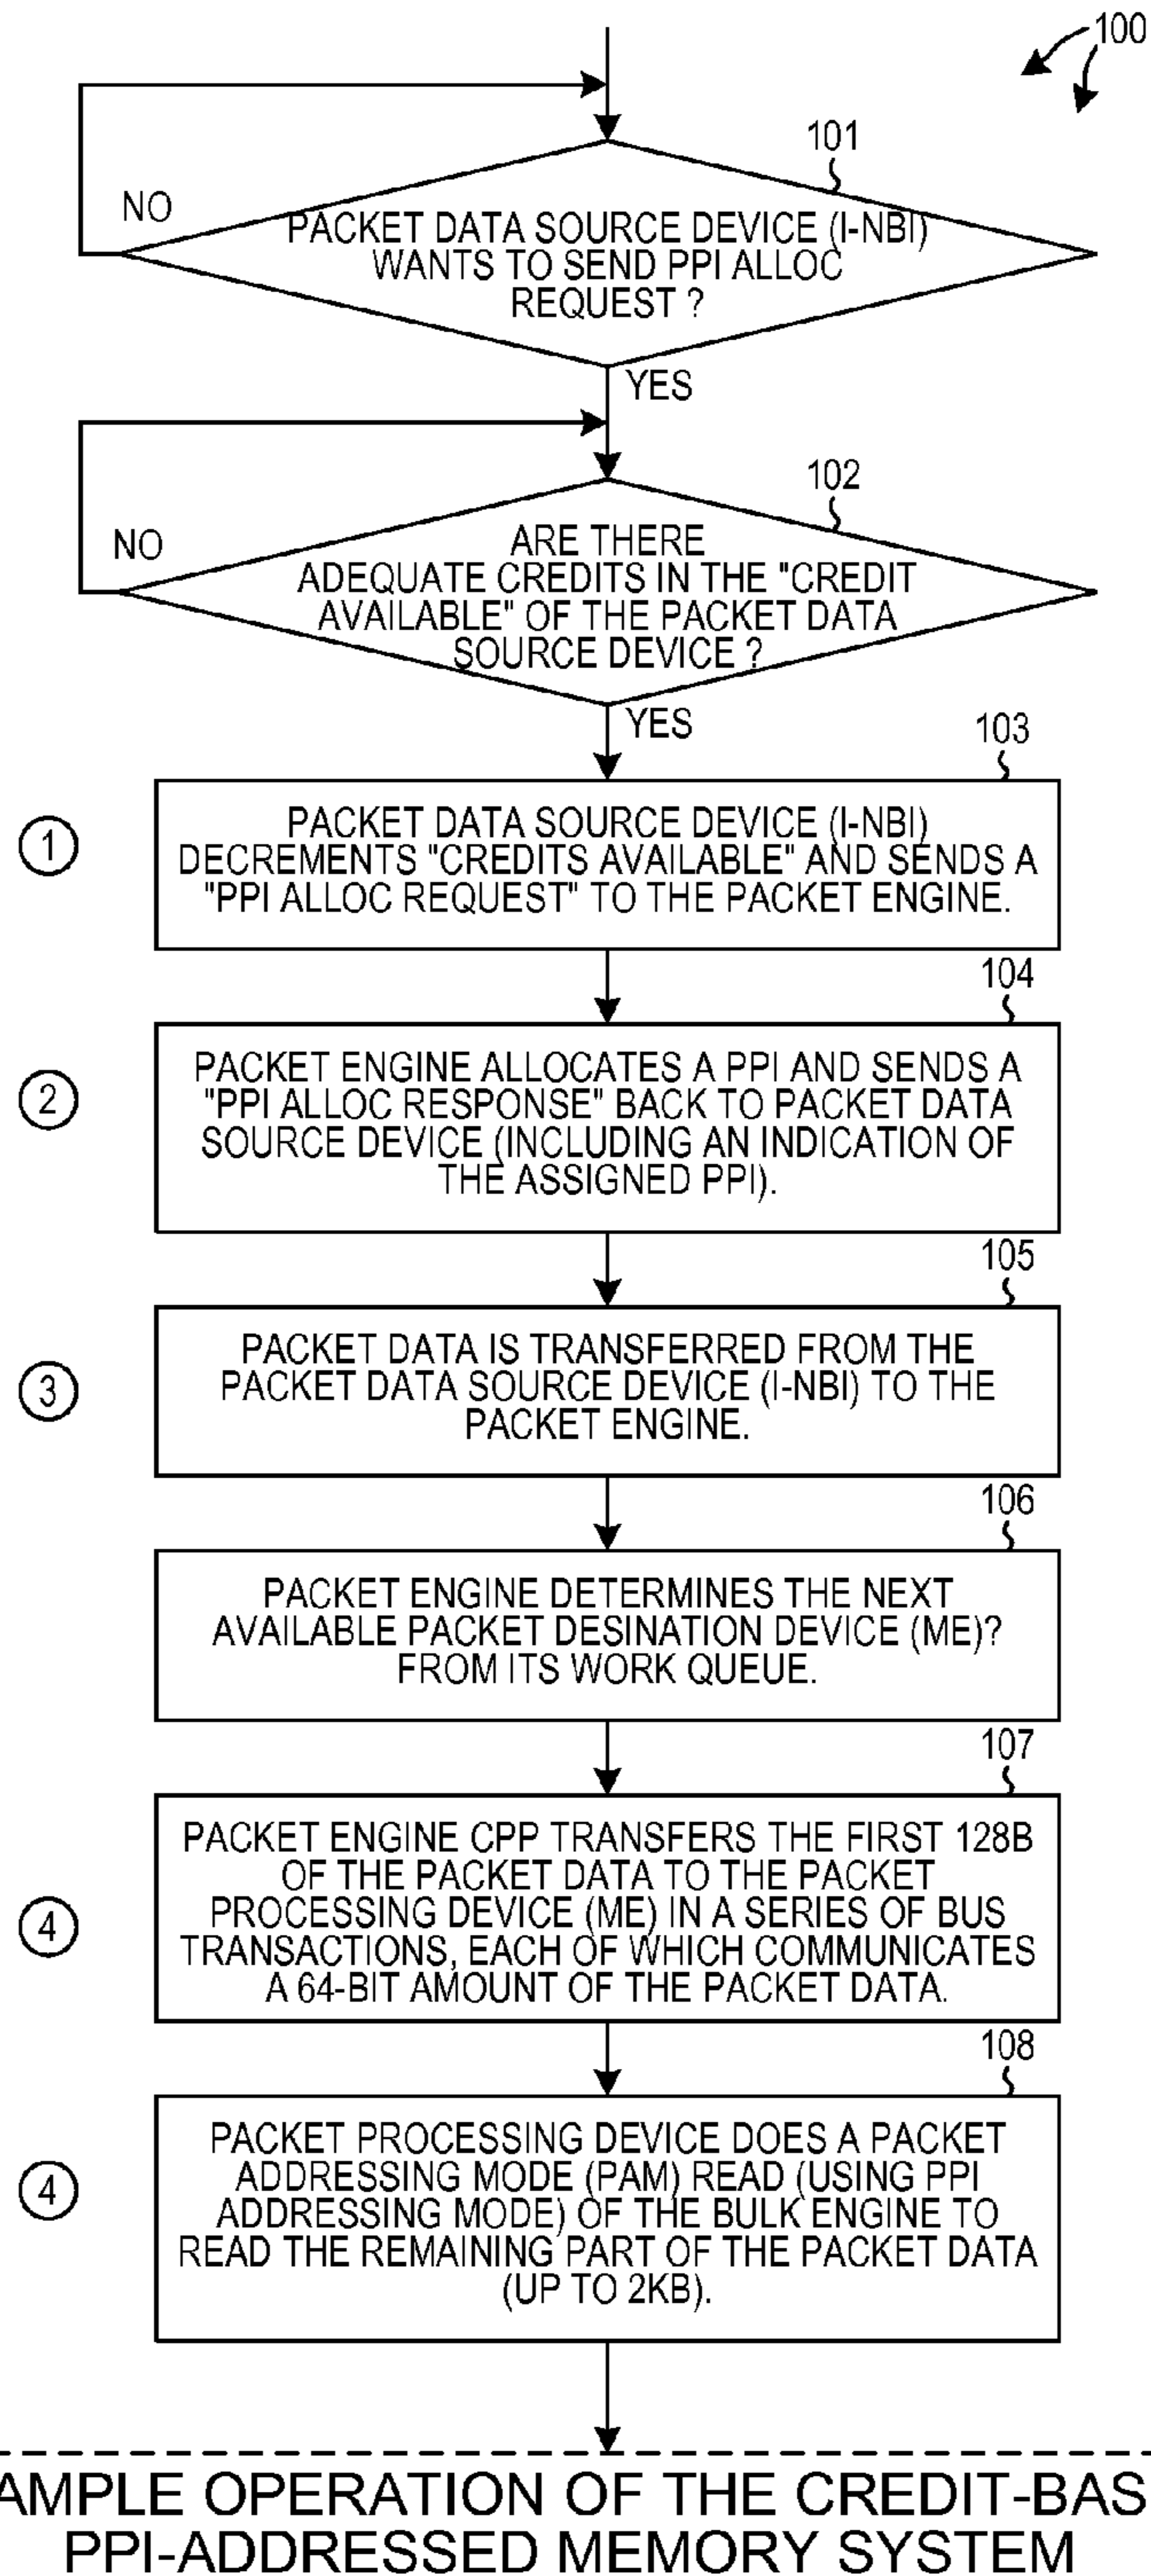 100
101
NO
PACKET DATA SOURCE DEVICE (I-NBI)
WANTS TO SEND PPI ALLOC
REQUEST ?
YES
102
NO
ARE THERE
ADEQUATE CREDITS IN THE "CREDIT
AVAILABLE" OF THE PACKET DATA
SOURCE DEVICE ?
YES
103
1
PACKET DATA SOURCE DEVICE (I-NBI)
DECREMENTS "CREDITS AVAILABLE" AND SENDS A
"PPI ALLOC REQUEST" TO THE PACKET ENGINE.
104
2
PACKET ENGINE ALLOCATES A PPI AND SENDS A
"PPI ALLOC RESPONSE" BACK TO PACKET DATA
SOURCE DEVICE (INCLUDING AN INDICATION OF
THE ASSIGNED PPI).
105
3
PACKET DATA IS TRANSFERRED FROM THE
PACKET DATA SOURCE DEVICE (I-NBI) TO THE
PACKET ENGINE.
106
PACKET ENGINE DETERMINES THE NEXT
AVAILABLE PACKET DESINATION DEVICE (ME)?
FROM ITS WORK QUEUE.
107
4
PACKET ENGINE CPP TRANSFERS THE FIRST 128B
OF THE PACKET DATA TO THE PACKET
PROCESSING DEVICE (ME) IN A SERIES OF BUS
TRANSACTIONS, EACH OF WHICH COMMUNICATES
A 64-BIT AMOUNT OF THE PACKET DATA.
108
4
PACKET PROCESSING DEVICE DOES A PACKET
ADDRESSING MODE (PAM) READ (USING PPI
ADDRESSING MODE) OF THE BULK ENGINE TO
READ THE REMAINING PART OF THE PACKET DATA
(UP TO 2KB).
AMPLE OPERATION OF THE CREDIT-BAS
PPI-ADDRESSED MEMORY SYSTEM